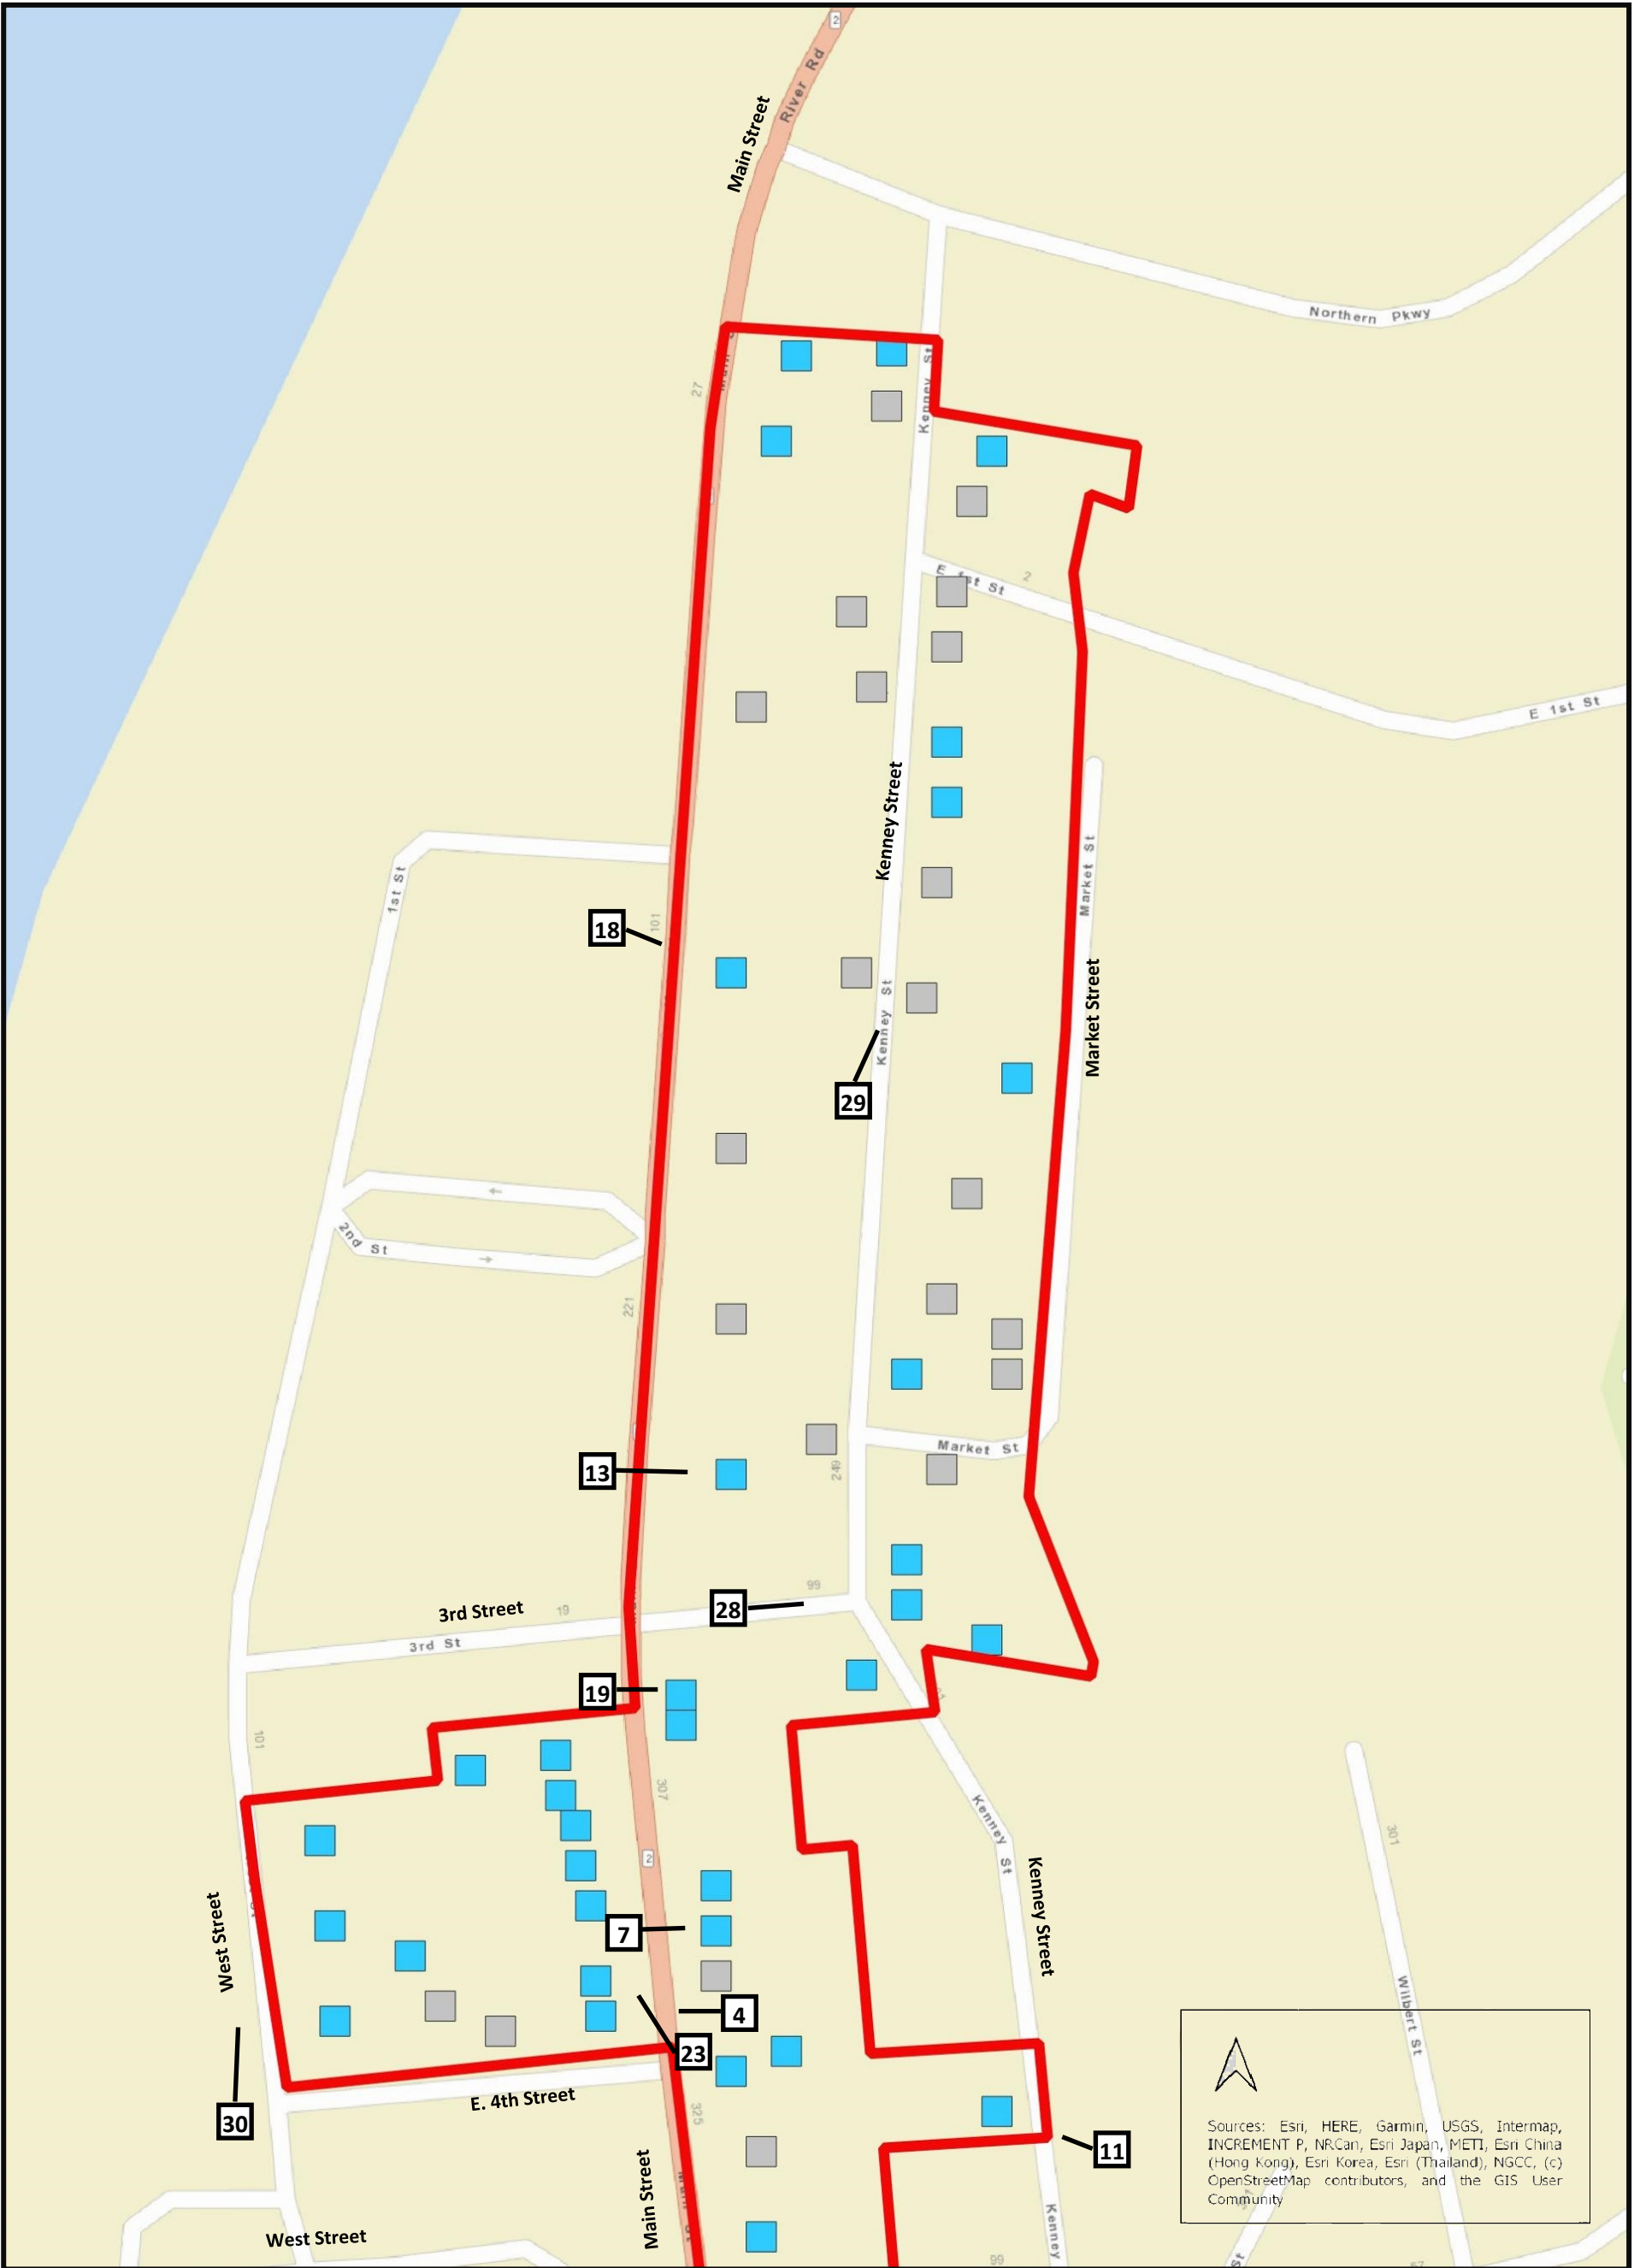 2
River Rd
Main Street
Northern Pkwy
27
Kenney St
E 1st St
2
E 1st St
Kenney Street
Market St
1st St
101
18
Kenney St
Market Street
29
2nd St
221
Market St
249
13
99
28
3rd Street
19
3rd St
19
101
307
Kenney St
301
2
Kenney Street
West Street
7
Wilbert St
4
23
E. 4th Street
30
325
11
Sources: Esri, HERE, Garmin, USGS, Intermap,
INCREMENT P, NRCan, Esri Japan, METI, Esri China
(Hong Kong), Esri Korea, Esri (Thailand), NGCC, (c)
OpenStreetMap contributors, and the GIS User
Community
Main Street
Main St
West Street
Kenney
99
St